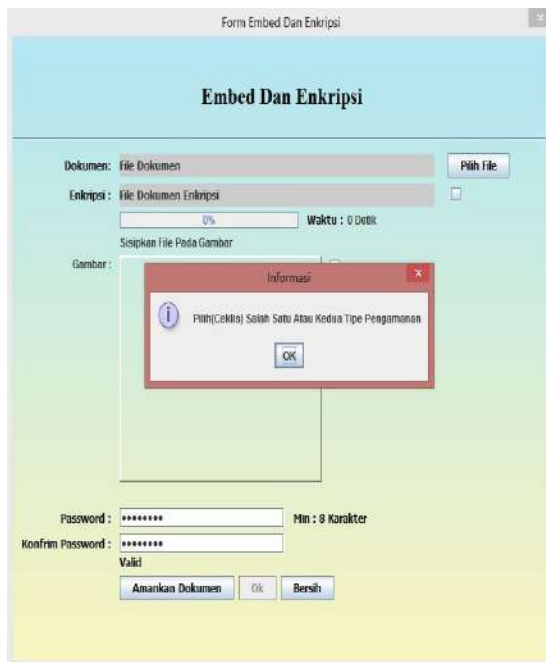 Form Embed Dan Enkripsi
x
Embed Dan Enkripsi
Dokumen: File Dokumen Pilih File
Enkripsi : File Dokumen Enkripsi
0% Waktu : 0 Detik
Sisipkan File Pada Gambar
Gambar :
Informasi x
i Pilih(Ceklis) Salah Satu Atau Kedua Tipe Pengamanan
OK
Password : •••••••• Min : 8 Karakter
Konfrim Password : ••••••••
Valid
Amankan Dokumen Ok Bersih